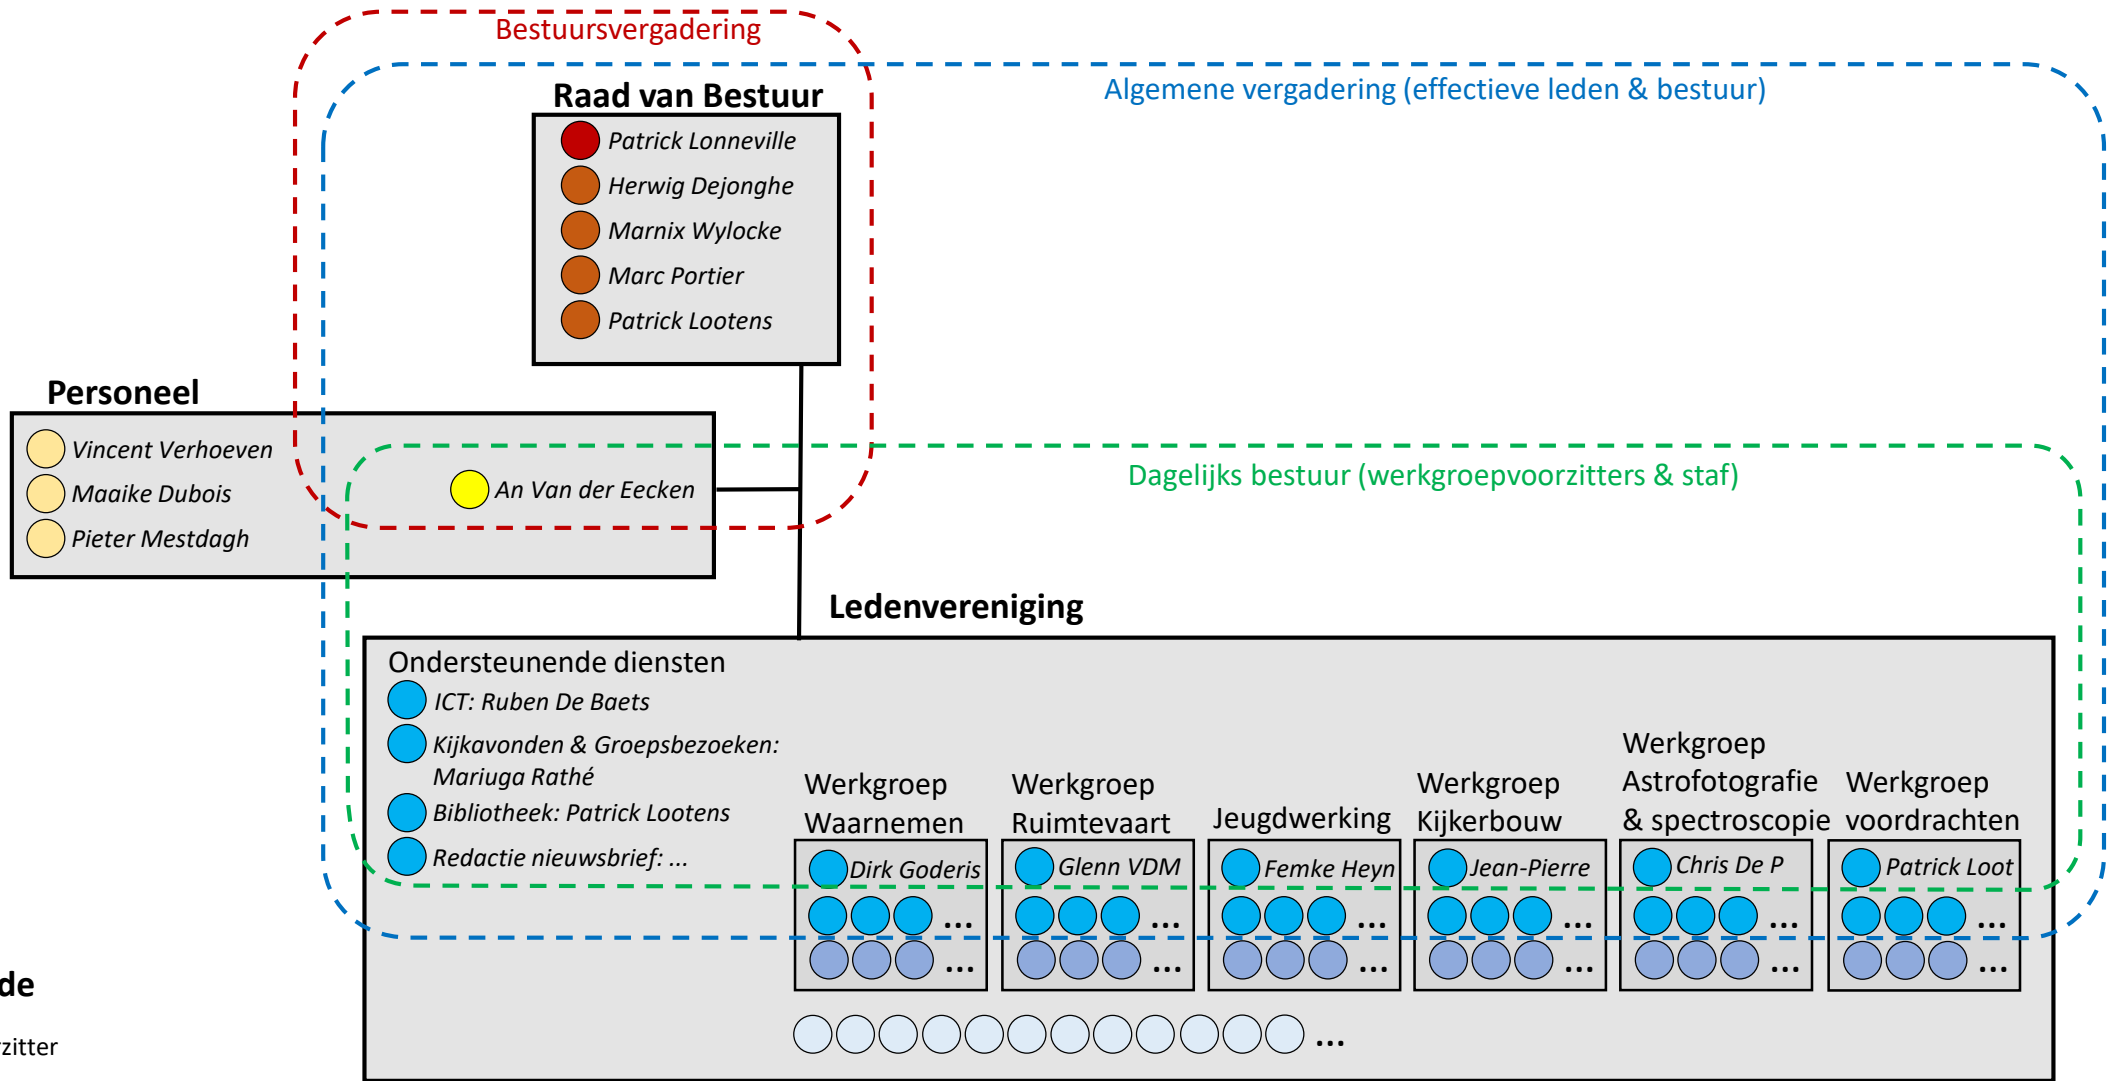 Bestuursvergadering
Algemene vergadering (effectieve leden & bestuur)
Raad van Bestuur
Patrick Lonneville
Herwig Dejonghe
Marnix Wylocke
Marc Portier
Patrick Lootens
Personeel
Vincent Verhoeven
Maaike Dubois
Pieter Mestdagh
An Van der Eecken
Dagelijks bestuur (werkgroepvoorzitters & staf)
Ledenvereniging
Ondersteunende diensten
ICT: Ruben De Baets
Kijkavonden & Groepsbezoeken:
Mariuga Rathé
Bibliotheek: Patrick Lootens
Redactie nieuwsbrief: ...
Werkgroep
Waarnemen
Dirk Goderis
...
...
Werkgroep
Ruimtevaart
Glenn VDM
...
...
Jeugdwerking
Femke Heyn
...
...
Werkgroep
Kijkerbouw
Jean-Pierre
...
...
Werkgroep
Astrofotografie
& spectroscopie
Chris De P
...
...
Werkgroep
voordrachten
Patrick Loot
...
...
...
de
zitter